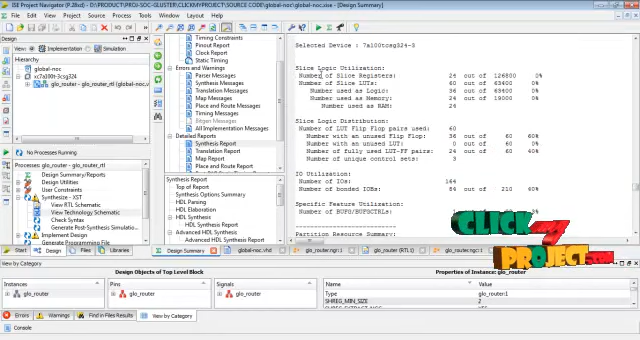 ISE Project Navigator (P.28xd) - D:\PRODUCT\PROJ-SOC-GLUSTER\CLICKMYPROJECT\SOURCE CODE\global-noc\global-noc.xise - [Design Summary]
File Edit View Project Source Process Tools Window Layout Help
Design
View: Implementation Simulation
Hierarchy
global-noc
xc7a100t-3csg324
glo_router - glo_router_rtl (global-noc.v
No Processes Running
Processes: glo_router - glo_router_rtl
Design Summary/Reports
Design Utilities
User Constraints
Synthesize - XST
View RTL Schematic
View Technology Schematic
Check Syntax
Generate Post-Synthesis Simulation
Implement Design
Generate Programming File
Start Design Files Libraries
Timing Constraints
Pinout Report
Clock Report
Static Timing
Errors and Warnings
Parser Messages
Synthesis Messages
Translation Messages
Map Messages
Place and Route Messages
Timing Messages
Bitgen Messages
All Implementation Messages
Detailed Reports
Synthesis Report
Translation Report
Map Report
Place and Route Report
Synthesis Report
Top of Report
Synthesis Options Summary
HDL Parsing
HDL Elaboration
HDL Synthesis
HDL Synthesis Report
Advanced HDL Synthesis
Advanced HDL Synthesis Report
Selected Device : 7a100tcsg324-3
Slice Logic Utilization:
Number of Slice Registers: 24 out of 126800 0%
Number of Slice LUTs: 60 out of 63400 0%
Number used as Logic: 36 out of 63400 0%
Number used as Memory: 24 out of 19000 0%
Number used as RAM: 24
Slice Logic Distribution:
Number of LUT Flip Flop pairs used: 60
Number with an unused Flip Flop: 36 out of 60 60%
Number with an unused LUT: 0 out of 60 0%
Number of fully used LUT-FF pairs: 24 out of 60 40%
Number of unique control sets: 3
IO Utilization:
Number of IOs: 164
Number of bonded IOBs: 84 out of 210 40%
Specific Feature Utilization:
Number of BUFG/BUFGCTRLs:
Partition Resource Summary:
CLICK MY PROJECT.COM
Design Summary global-noc.vhd glo_router.ngr:1 glo_router (RTL1) glo_router.ngc:1
View by Category
Design Objects of Top Level Block Properties of Instance: glo_router
Instances Pins Signals Name Value
glo_router glo_router glo_router Type glo_router:1
SHREG_MIN_SIZE 2
Errors Warnings Find in Files Results View by Category
Console